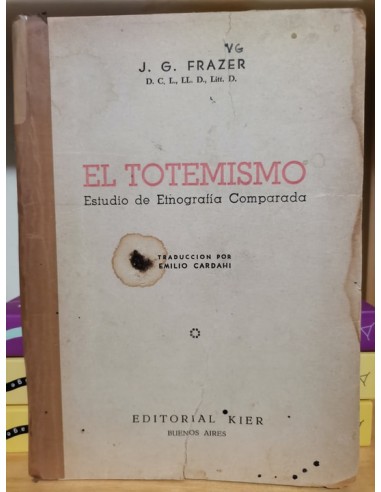 VG
J. G. FRAZER
D. C. L., LL. D., Litt. D.
EL TOTEMISMO
Estudio de Etnografía Comparada
TRADUCCION POR
EMILIO CARDAHI
EDITORIAL KIER
BUENOS AIRES